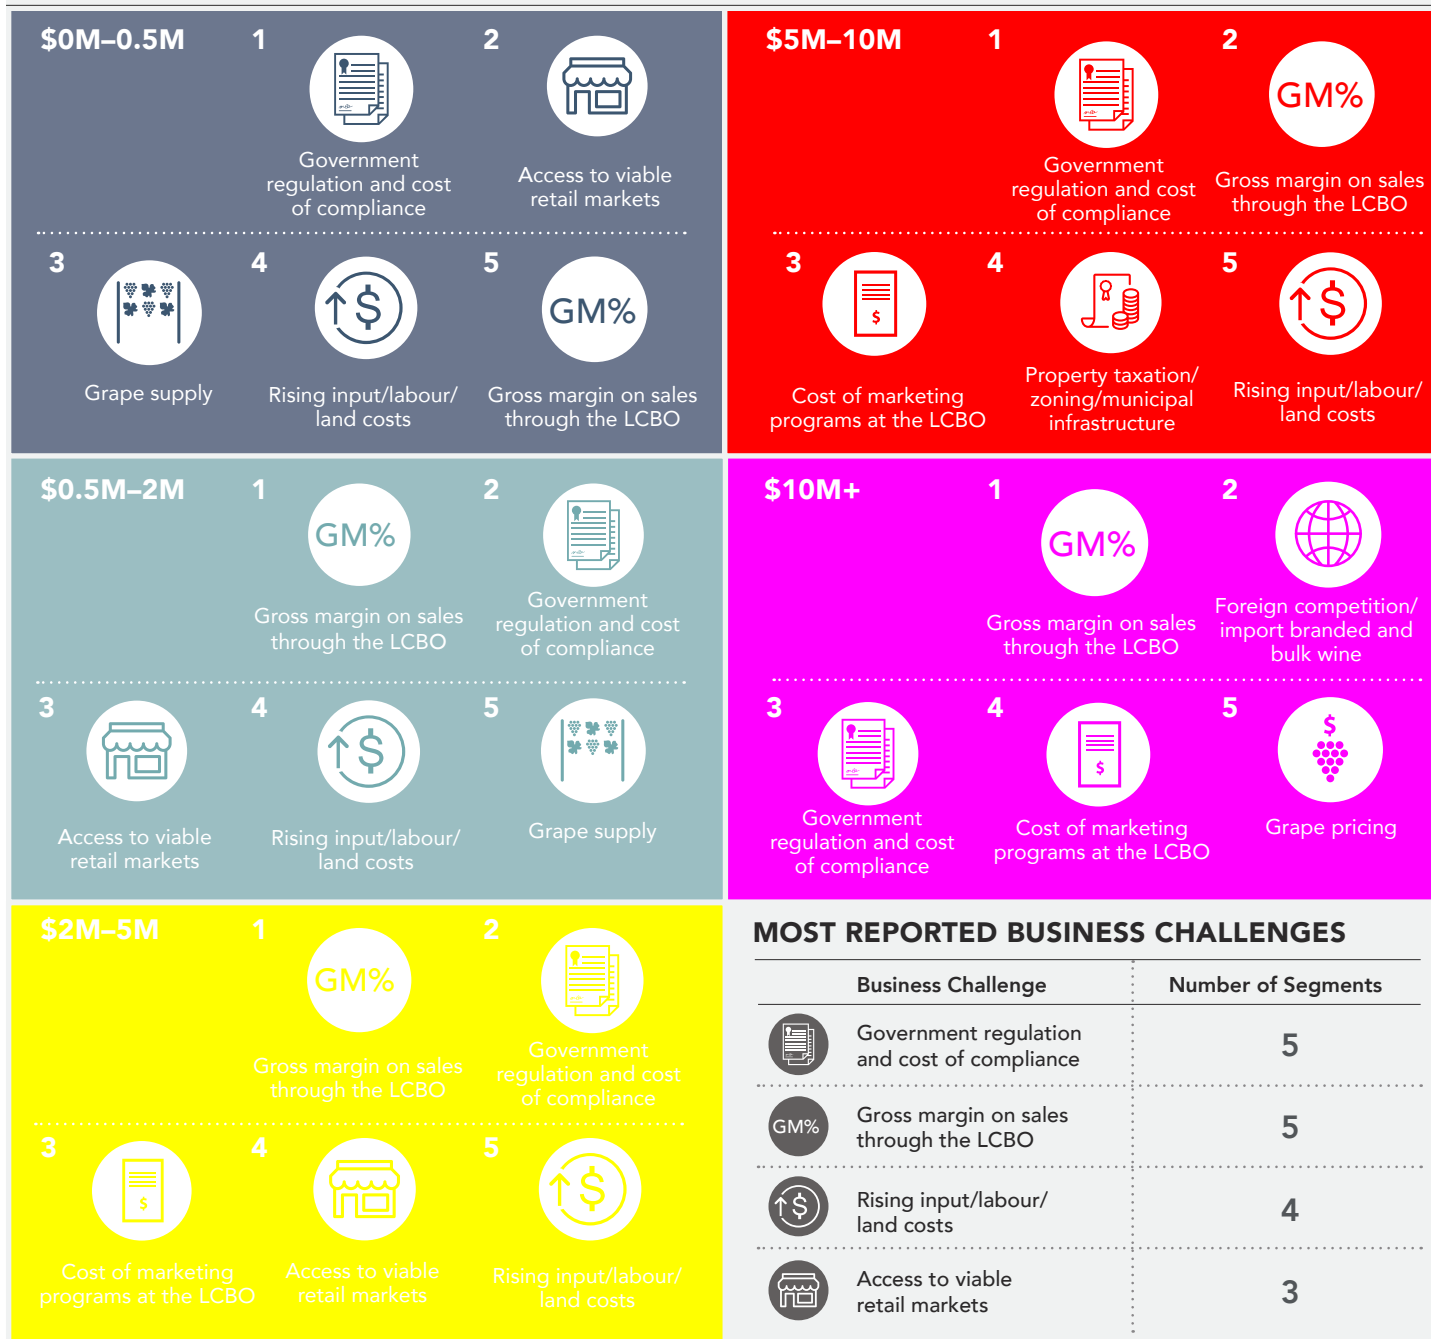 $0M–0.5M
1
Government
regulation and cost
of compliance
2
Access to viable
retail markets
3
Grape supply
4
$
Rising input/labour/
land costs
5
GM%
Gross margin on sales
through the LCBO
$5M–10M
1
Government
regulation and cost
of compliance
2
GM%
Gross margin on sales
through the LCBO
3
$
Cost of marketing
programs at the LCBO
4
Property taxation/
zoning/municipal
infrastructure
5
$
Rising input/labour/
land costs
$0.5M–2M
1
GM%
Gross margin on sales
through the LCBO
2
Government
regulation and cost
of compliance
3
Access to viable
retail markets
4
$
Rising input/labour/
land costs
5
Grape supply
$10M+
1
GM%
Gross margin on sales
through the LCBO
2
Foreign competition/
import branded and
bulk wine
3
Government
regulation and cost
of compliance
4
$
Cost of marketing
programs at the LCBO
5
$
Grape pricing
$2M–5M
1
GM%
Gross margin on sales
through the LCBO
2
Government
regulation and cost
of compliance
3
$
Cost of marketing
programs at the LCBO
4
Access to viable
retail markets
5
$
Rising input/labour/
land costs
MOST REPORTED BUSINESS CHALLENGES
Business Challenge Number of Segments
Government regulation
and cost of compliance
5
GM%
Gross margin on sales
through the LCBO
5
$
Rising input/labour/
land costs
4
Access to viable
retail markets
3